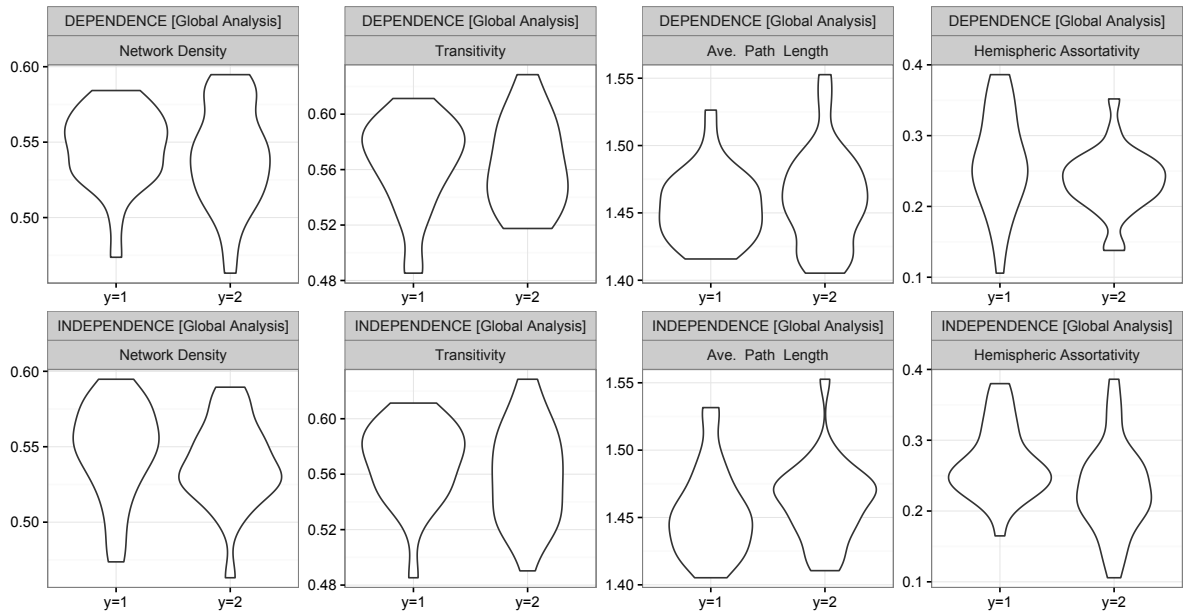 DEPENDENCE [Global Analysis]
Network Density
0.60
0.55
0.50
y=1 y=2
DEPENDENCE [Global Analysis]
Transitivity
0.60
0.56
0.52
0.48
y=1 y=2
DEPENDENCE [Global Analysis]
Ave. Path Length
1.55
1.50
1.45
1.40
y=1 y=2
DEPENDENCE [Global Analysis]
Hemispheric Assortativity
0.4
0.3
0.2
0.1
y=1 y=2
INDEPENDENCE [Global Analysis]
Network Density
0.60
0.55
0.50
y=1 y=2
INDEPENDENCE [Global Analysis]
Transitivity
0.60
0.56
0.52
0.48
y=1 y=2
INDEPENDENCE [Global Analysis]
Ave. Path Length
1.55
1.50
1.45
1.40
y=1 y=2
INDEPENDENCE [Global Analysis]
Hemispheric Assortativity
0.4
0.3
0.2
0.1
y=1 y=2